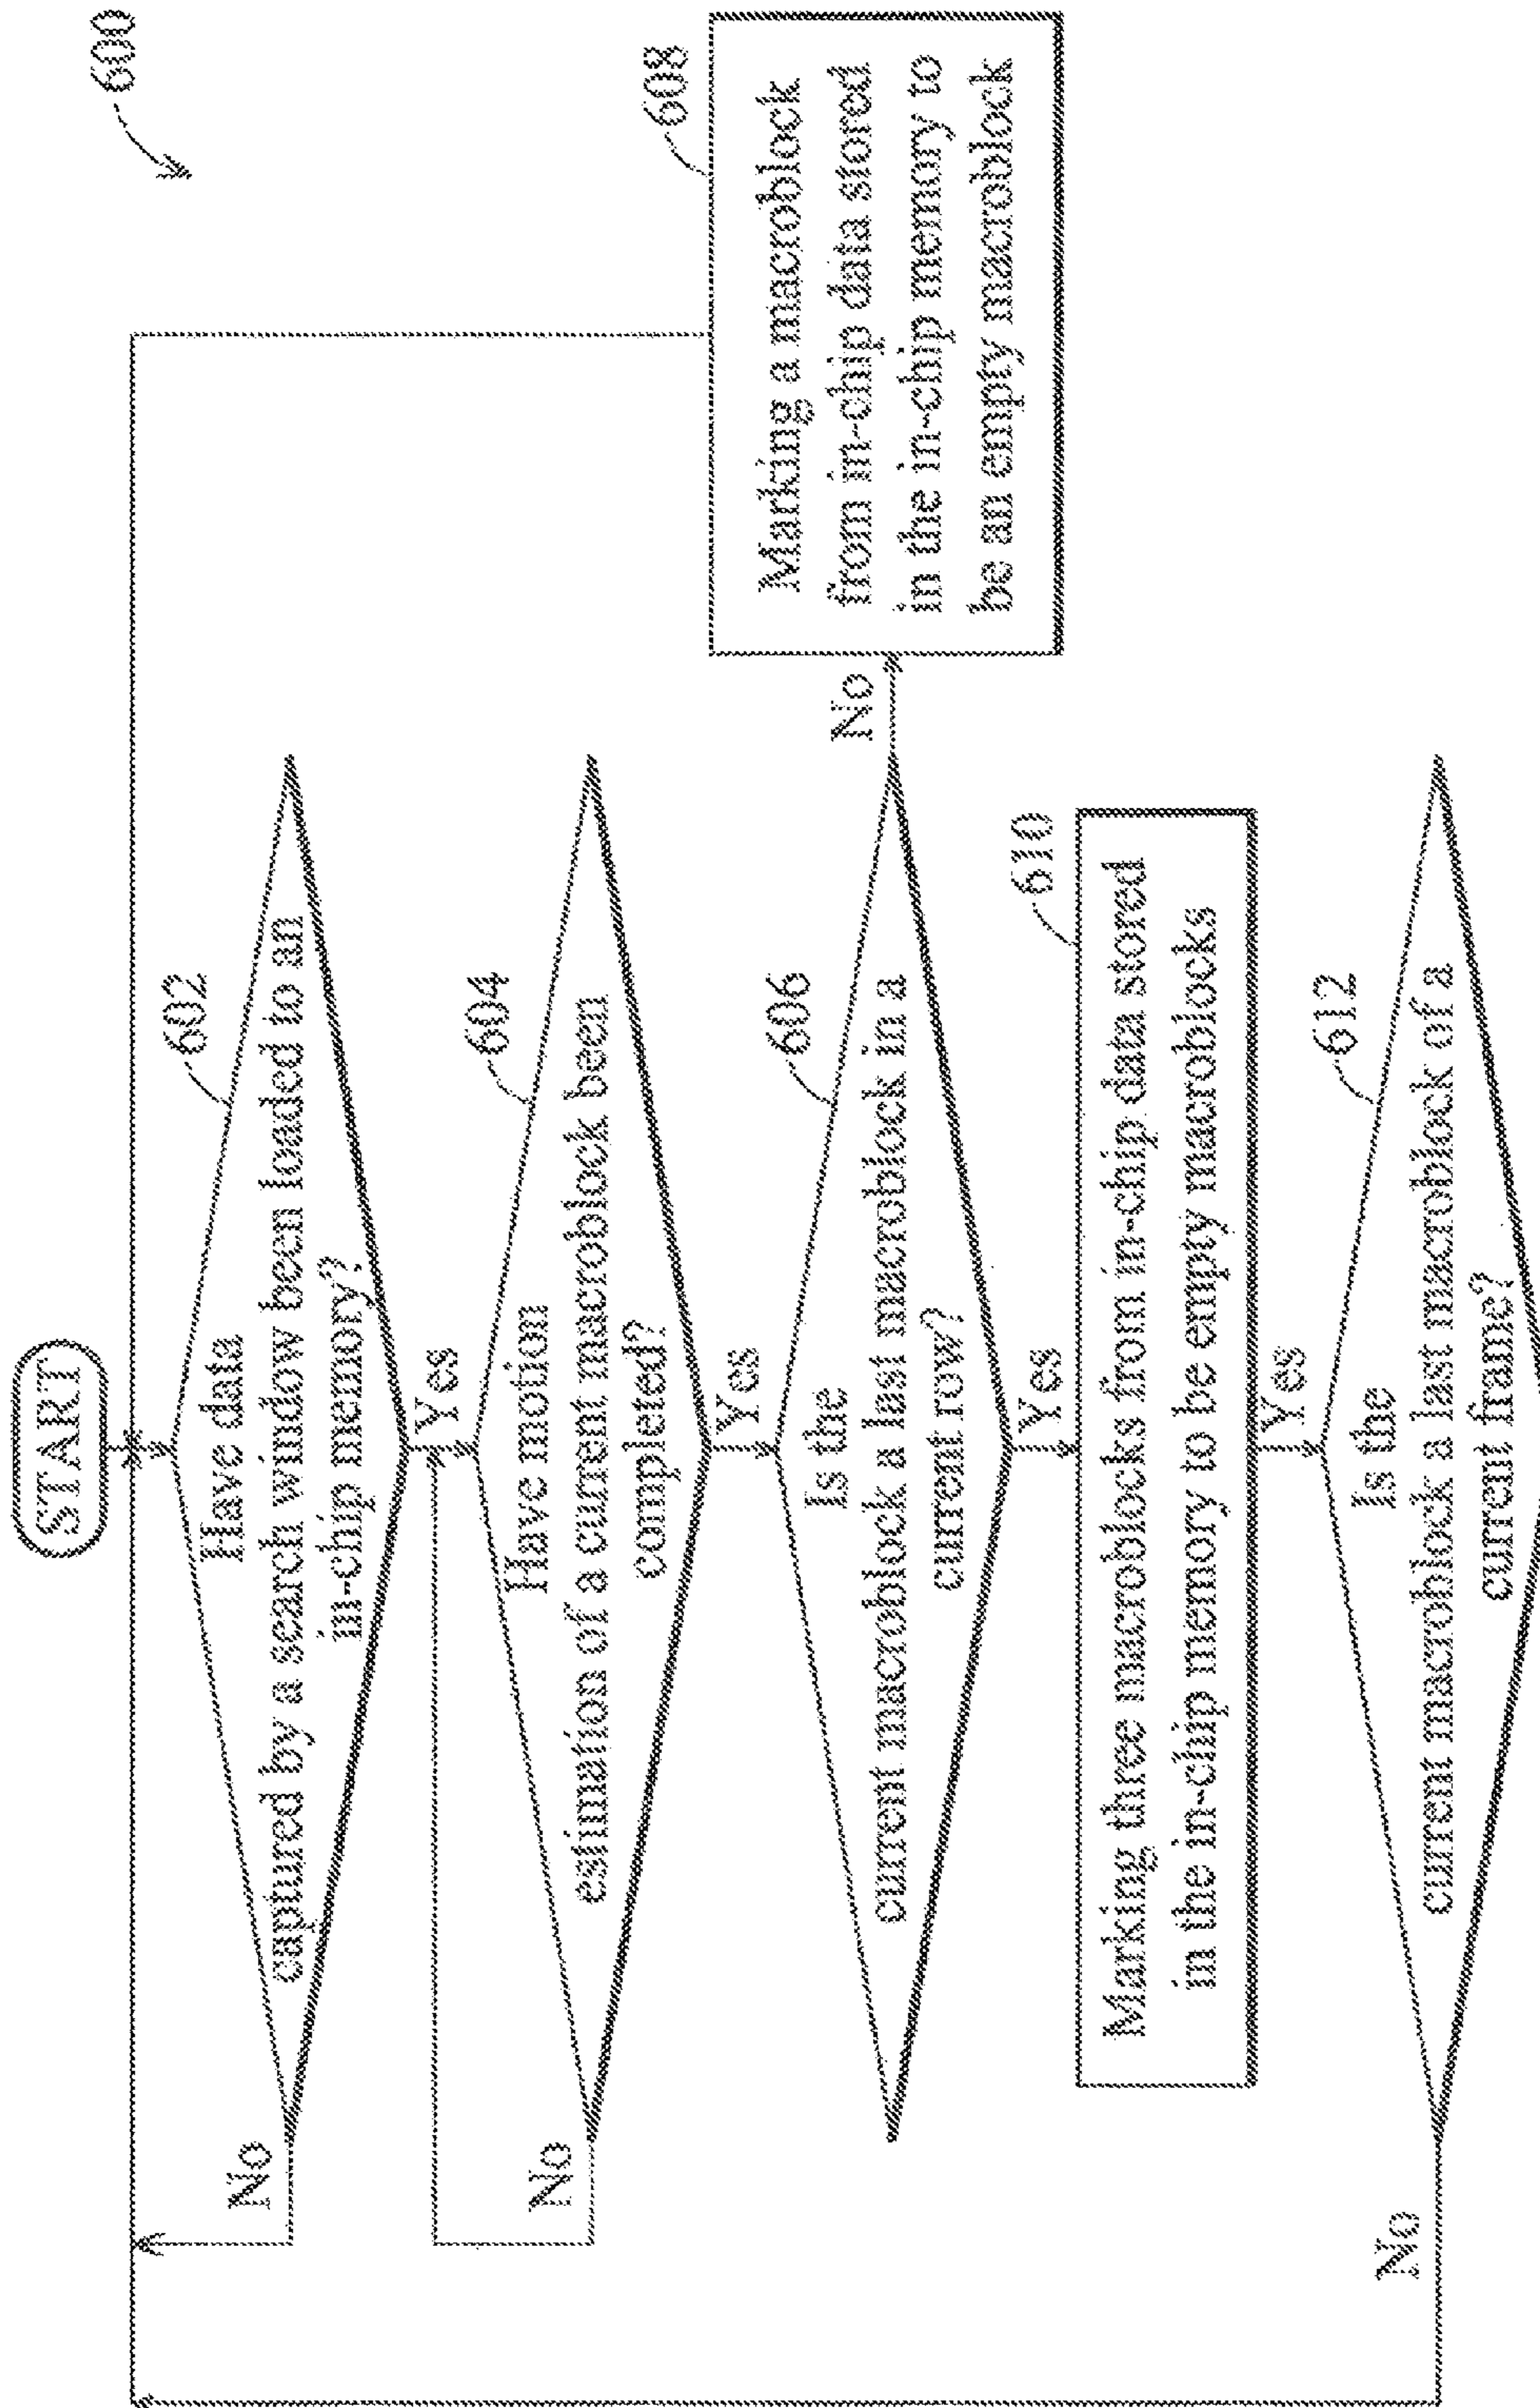 600
START
602
Have data
captured by a search window been loaded to an
in-chip memory?
No
Yes
604
Have motion
estimation of a current macroblock been
completed?
No
Yes
606
Is the
current macroblock a last macroblock in a
current row?
No
608
Marking a macroblock
from in-chip data stored
in the in-chip memory to
be an empty macroblock
Yes
610
Marking three macroblocks from in-chip data stored
in the in-chip memory to be empty macroblocks
Yes
612
Is the
current macroblock a last macroblock of a
current frame?
No